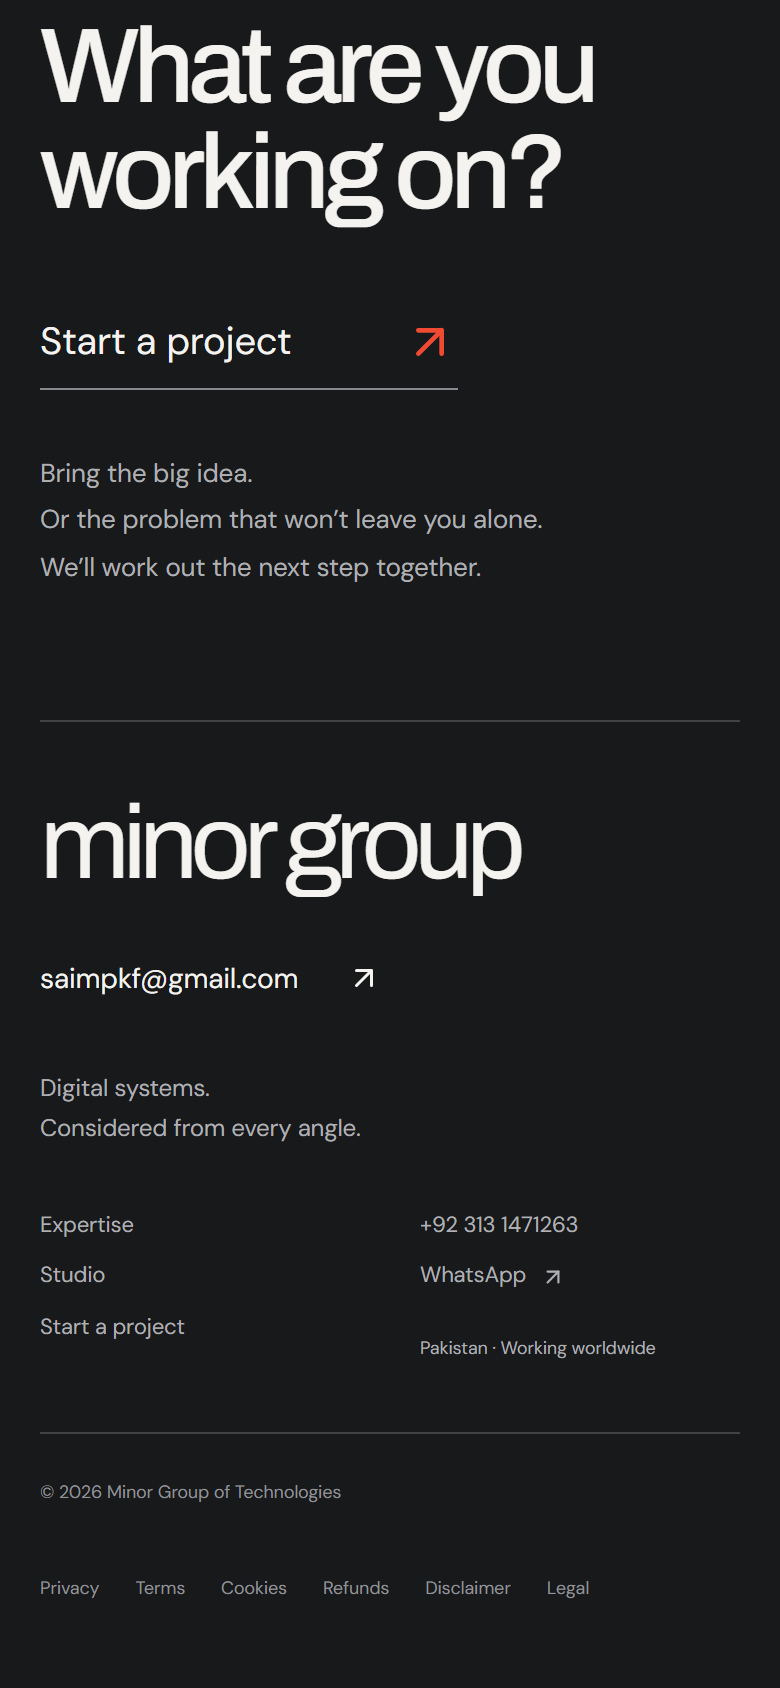 What are you
working on?
Start a project
Bring the big idea.
Or the problem that won’t leave you alone.
We’ll work out the next step together.
minor group
saimpkf@gmail.com
Digital systems.
Considered from every angle.
Expertise
Studio
Start a project
+92 313 1471263
WhatsApp
Pakistan · Working worldwide
© 2026 Minor Group of Technologies
Privacy Terms Cookies Refunds Disclaimer Legal